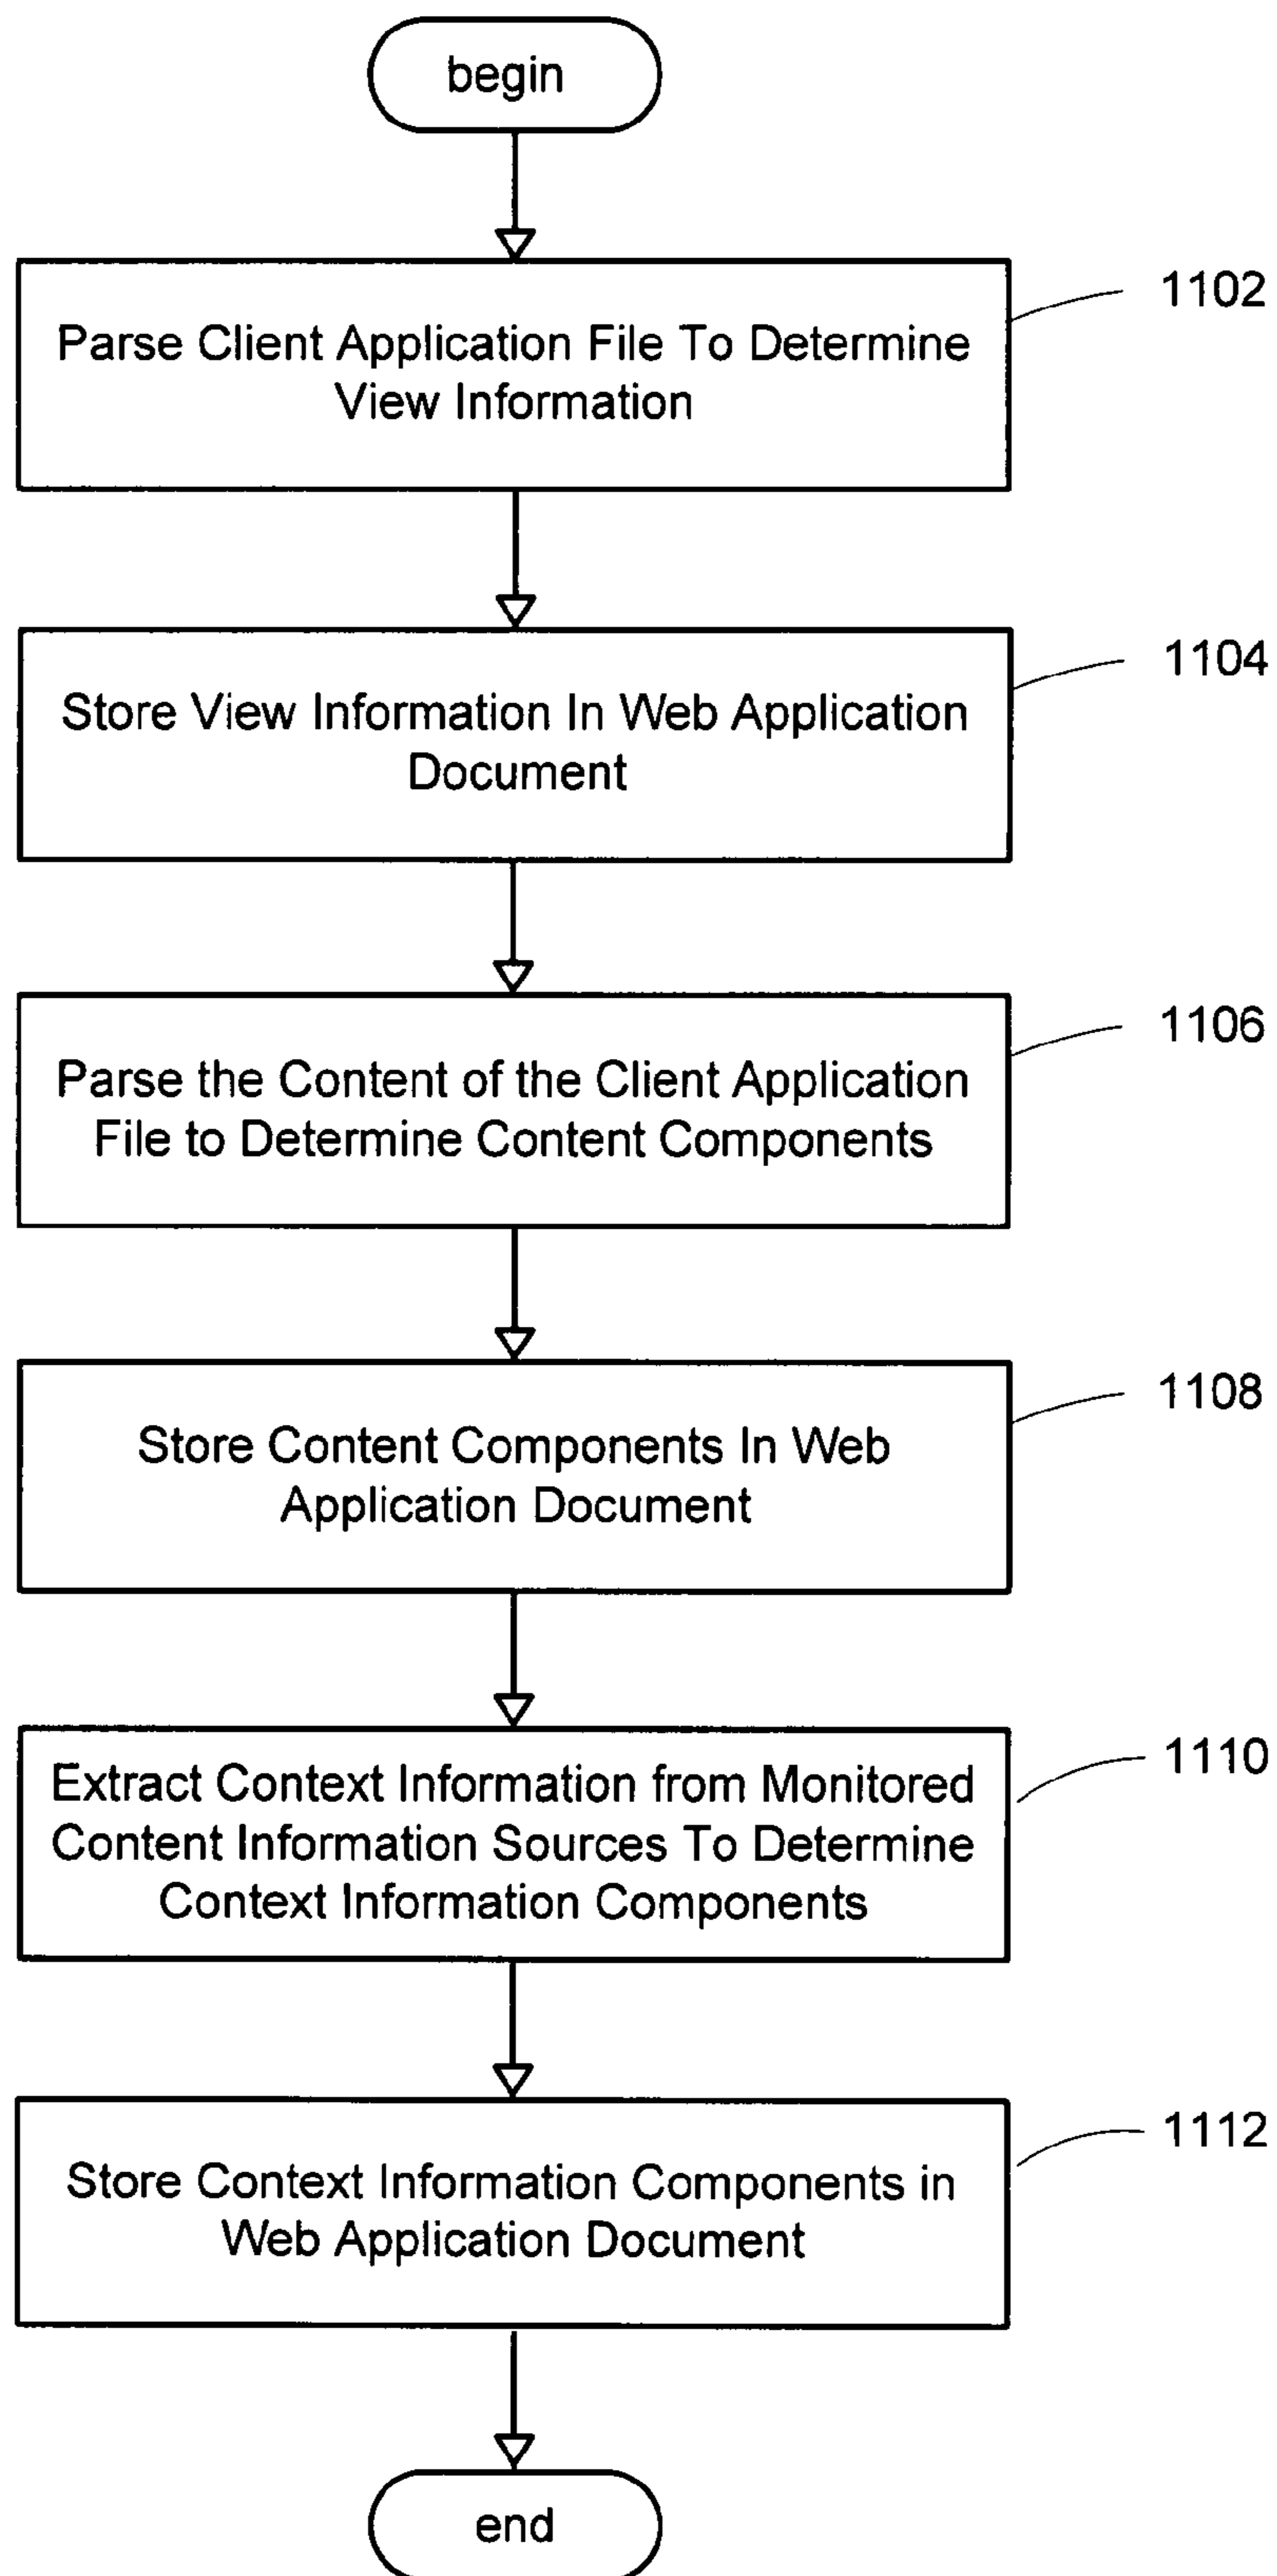 begin
Parse Client Application File To Determine
View Information
1102
Store View Information In Web Application
Document
1104
Parse the Content of the Client Application
File to Determine Content Components
1106
Store Content Components In Web
Application Document
1108
Extract Context Information from Monitored
Content Information Sources To Determine
Context Information Components
1110
Store Context Information Components in
Web Application Document
1112
end